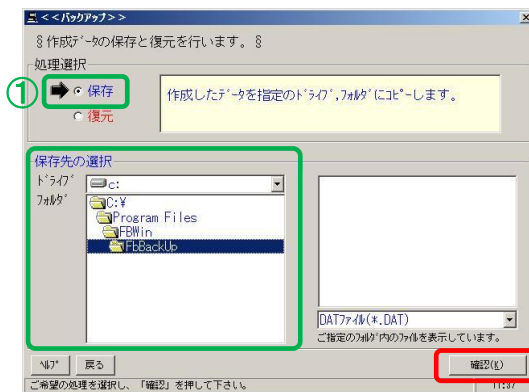 <<バックアップ>>
§作成ﾃﾞｰﾀの保存と復元を行います。§
処理選択
①
保存
復元
作成したﾃﾞｰﾀを指定のﾄﾞﾗｲﾌﾞ,ﾌｫﾙﾀﾞにｺﾋﾟｰします。
保存先の選択
ﾄﾞﾗｲﾌﾞ
c:
ﾌｫﾙﾀﾞ
C:¥
Program Files
FBWin
FbBackUp
DATﾌｧｲﾙ(*.DAT)
ご指定のﾌｫﾙﾀﾞ内のﾌｧｲﾙを表示しています。
ﾍﾙﾌﾟ
戻る
確認(K)
ご希望の処理を選択し、「確認」を押して下さい。